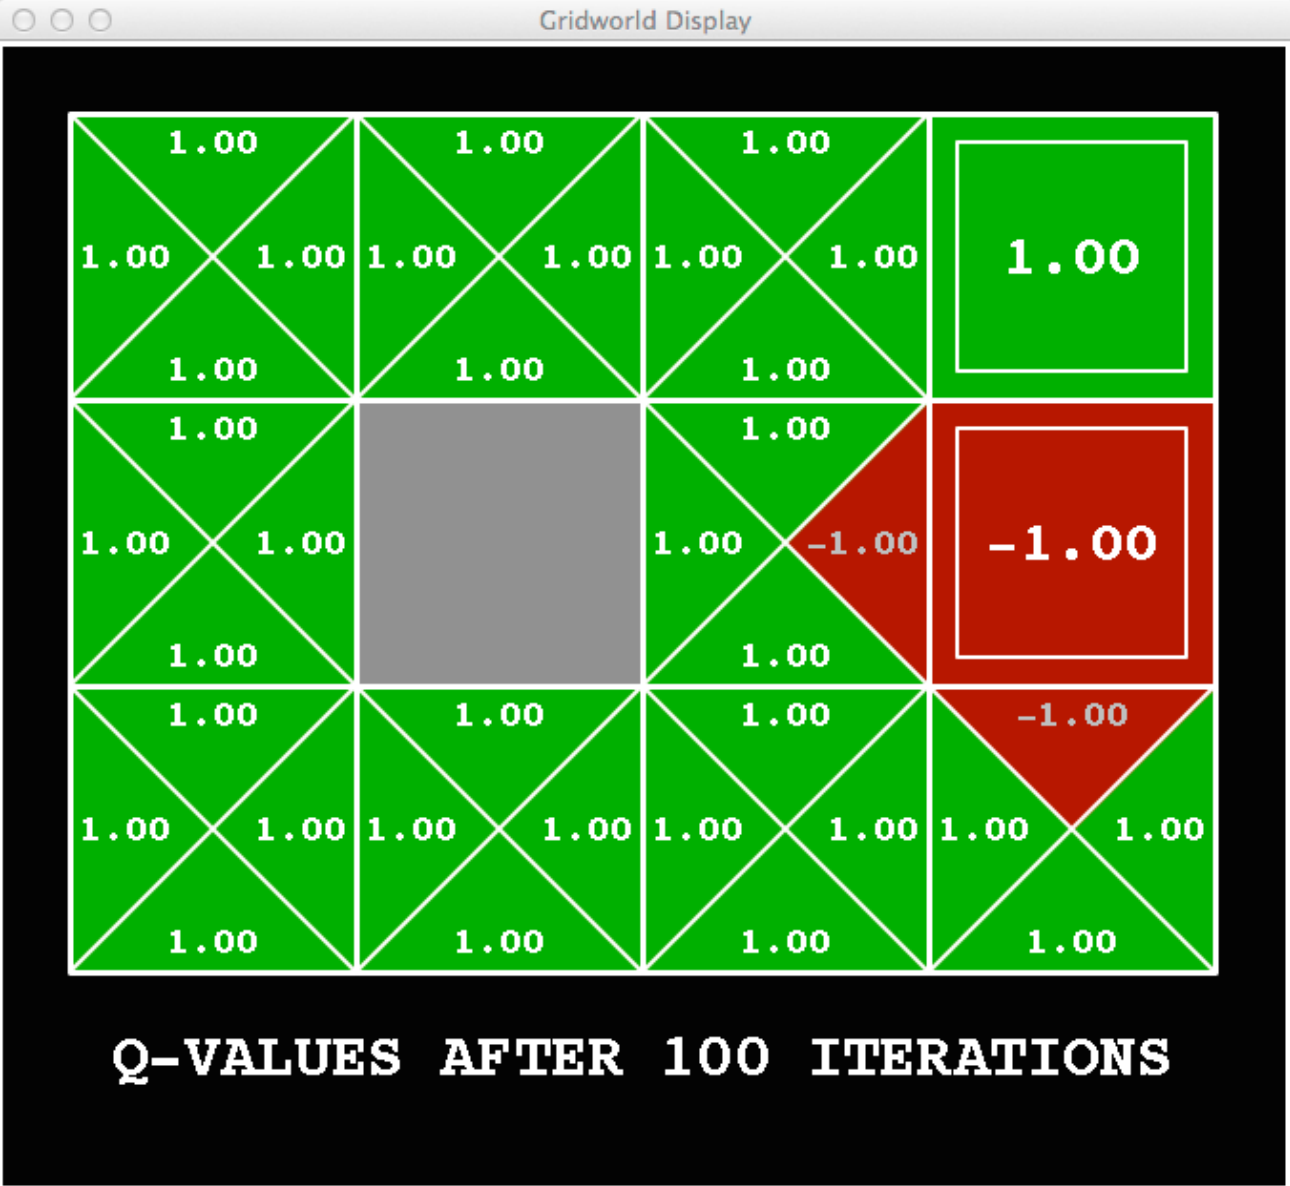 Gridworld Display
1.00 1.00 1.00
1.00 1.00 1.00 1.00 1.00 1.00 1.00
1.00 1.00 1.00
1.00 1.00
1.00 1.00 1.00 -1.00 -1.00
1.00 1.00
1.00 1.00 1.00 -1.00
1.00 1.00 1.00 1.00 1.00 1.00 1.00 1.00
1.00 1.00 1.00 1.00
Q-VALUES AFTER 100 ITERATIONS